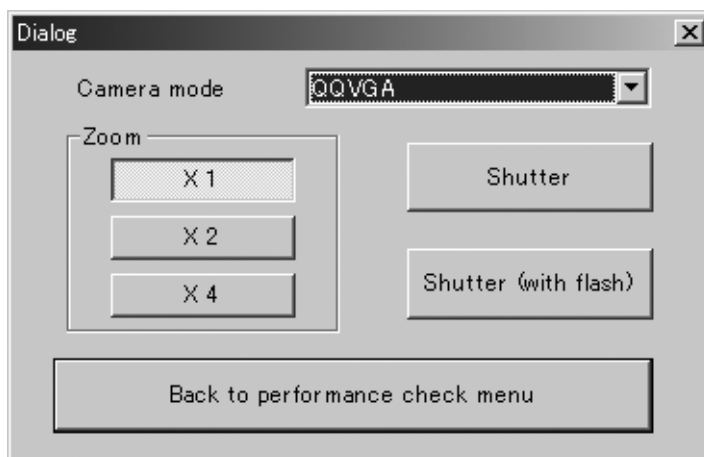 Dialog
Camera mode
QQVGA
Zoom
X 1
X 2
X 4
Shutter
Shutter (with flash)
Back to performance check menu